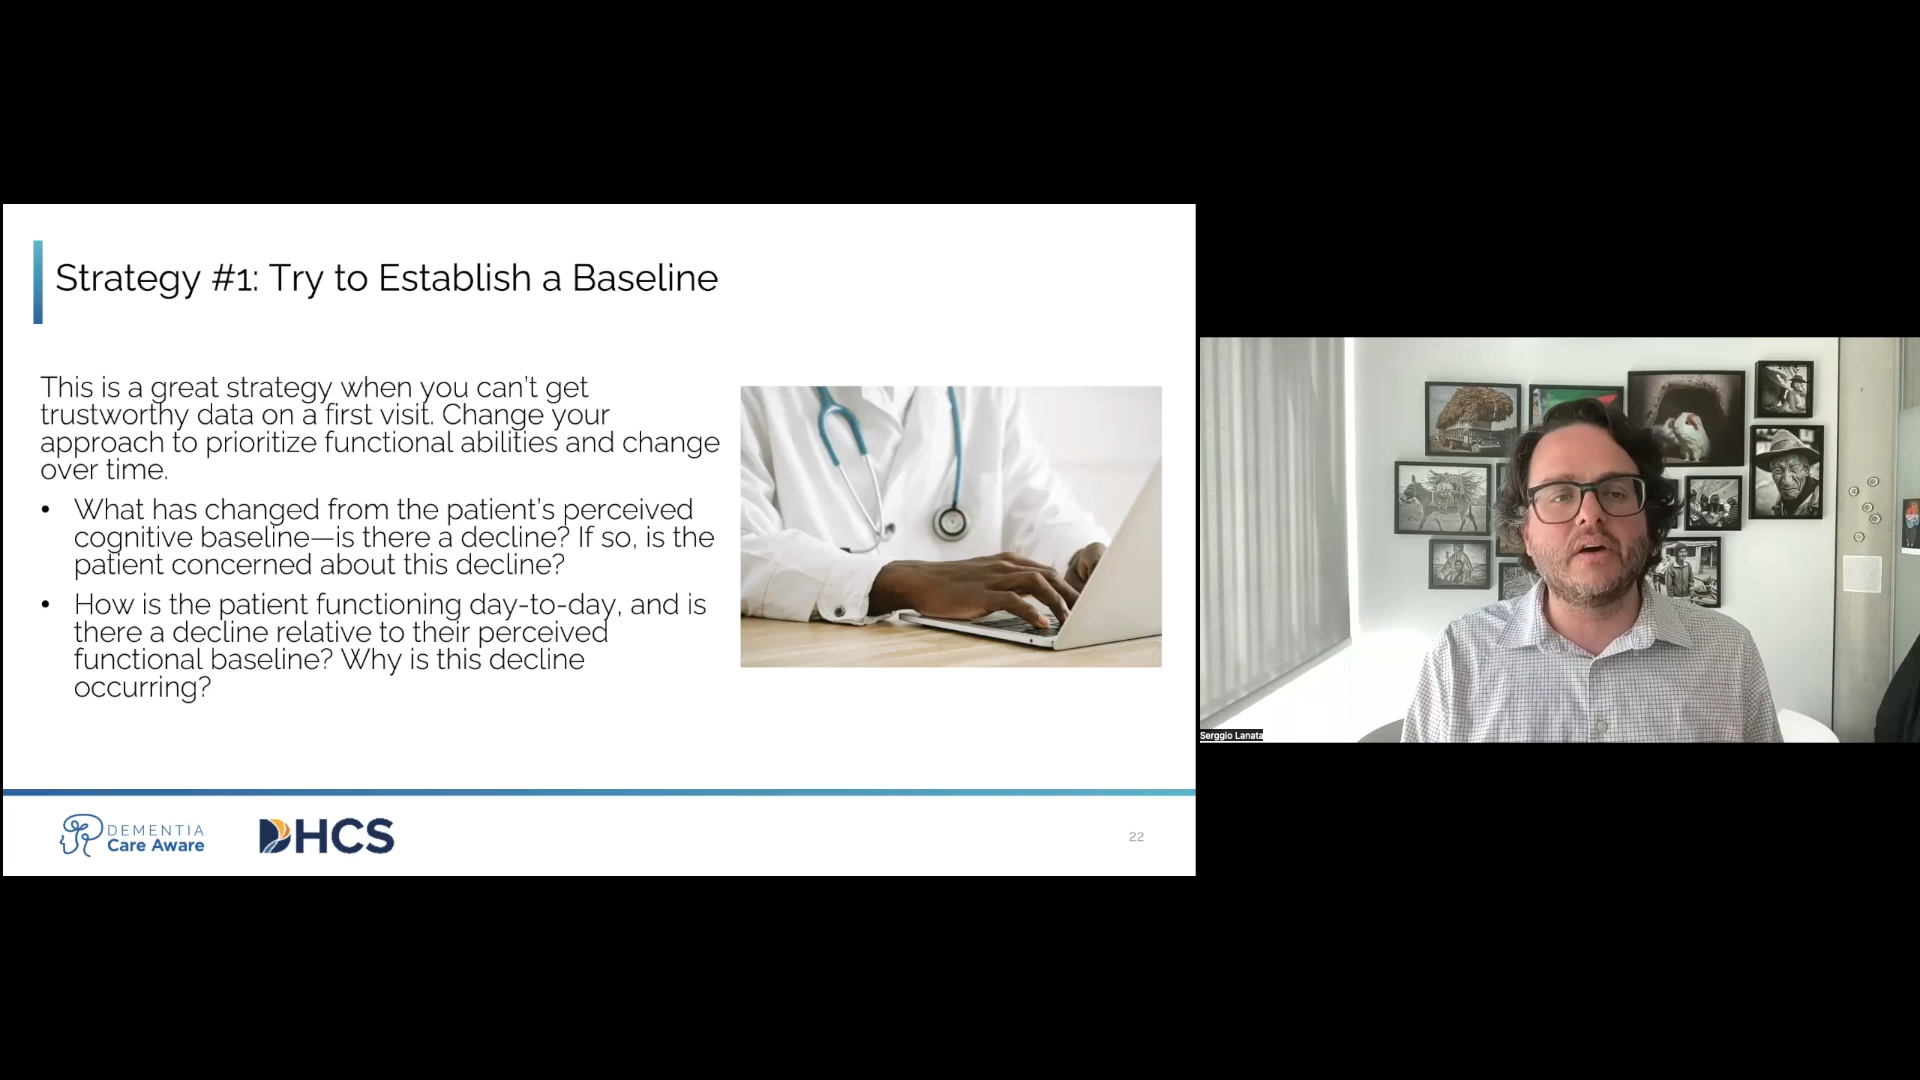 Strategy #1: Try to Establish a Baseline
This is a great strategy when you can't get
trustworthy data on a first visit. Change your
approach to prioritize functional abilities and change
over time.
• What has changed from the patient's perceived
cognitive baseline—is there a decline? If so, is the
patient concerned about this decline?
• How is the patient functioning day-to-day, and is
there a decline relative to their perceived
functional baseline? Why is this decline
occurring?
DEMENTIA
Care Aware
DHCS
22
Serggio Lanata